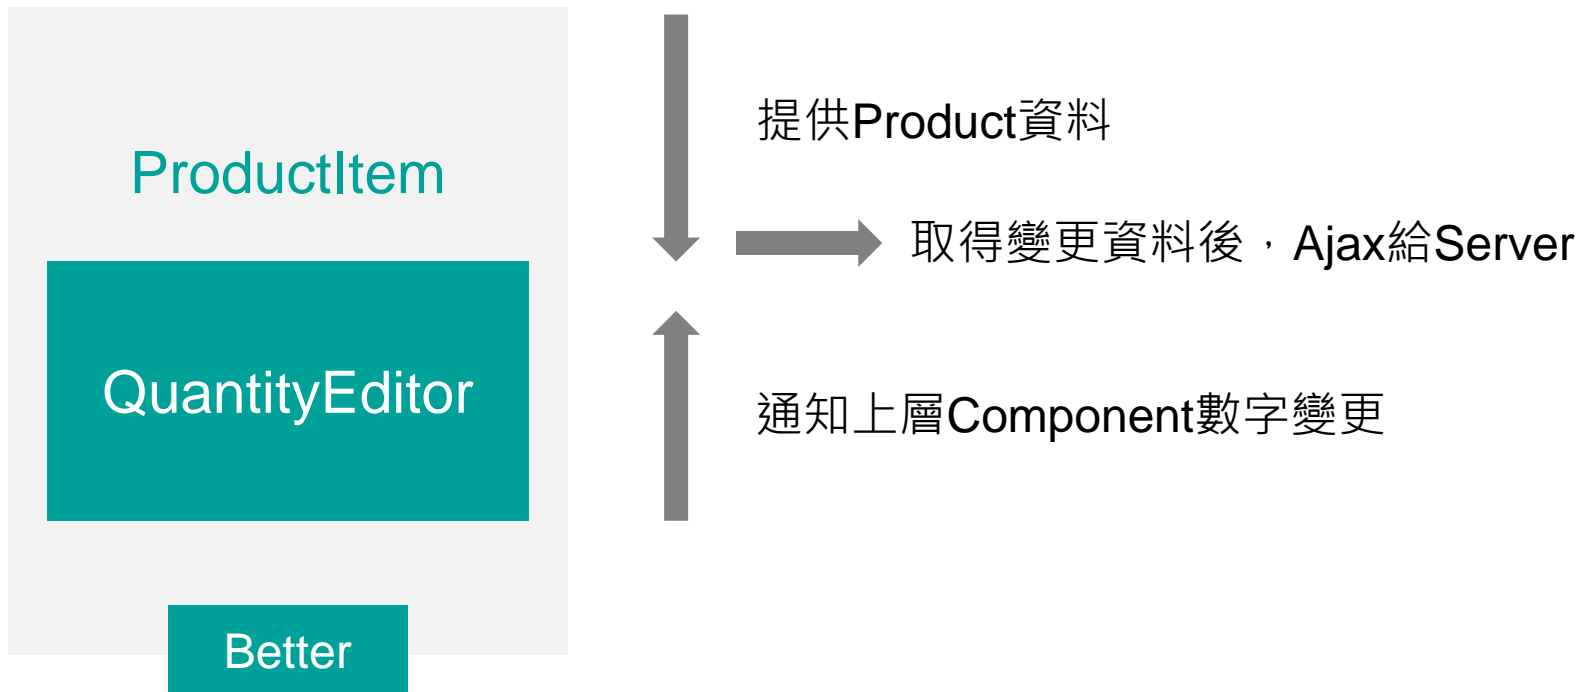 提供Product資料
ProductItem
取得變更資料後，Ajax給Server
QuantityEditor
通知上層Component數字變更
Better